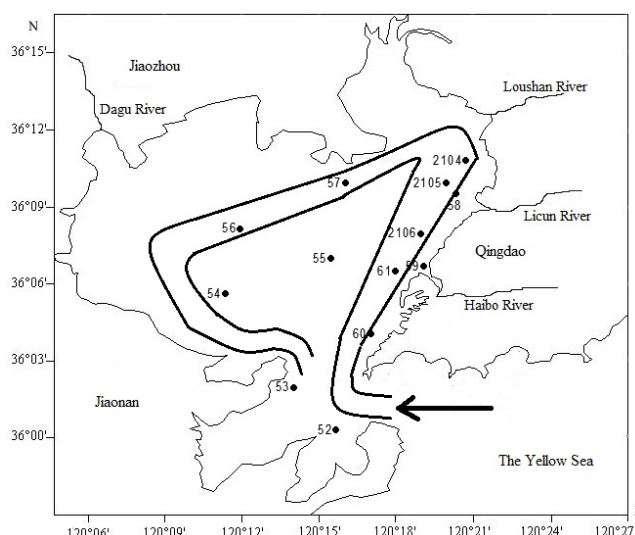 N
36°15'
Jiaozhou
Loushan River
Dagu River
36°12'
2104
57
2105
36°09'
58
Licun River
56
2106
Qingdao
55
59
61
36°06'
54
Haibo River
60
36°03'
53
Jiaonan
52
36°00'
The Yellow Sea
120°06' 120°09' 120°12' 120°15' 120°18' 120°21' 120°24' 120°27